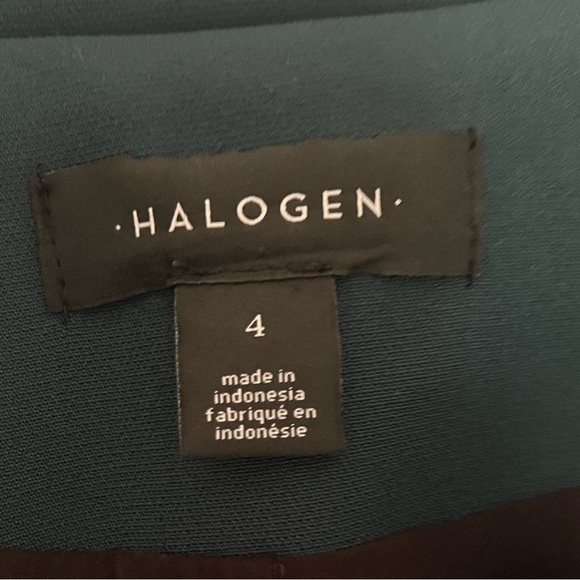 ·HALOGEN·
4
made in
indonesia
fabriqué en
indonésie